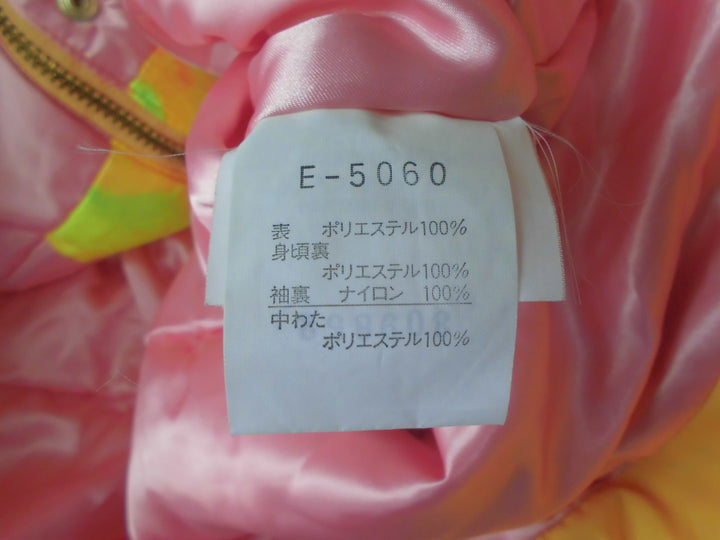 E-5060
表 ポリエステル100%
身頃裏
ポリエステル100%
袖裏 ナイロン 100%
中わた
ポリエステル100%